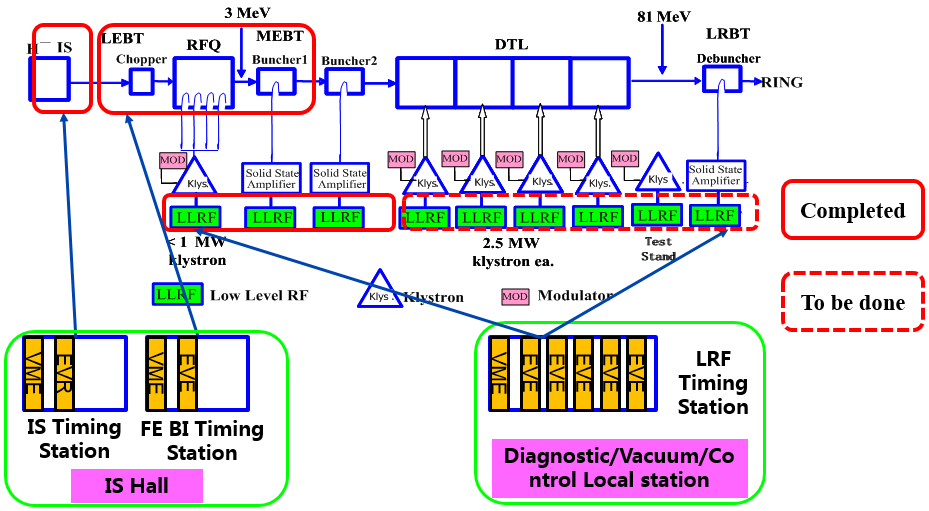 3 MeV
81 MeV
H⁻ IS
LEBT
RFQ
MEBT
DTL
LRBT
Chopper
Buncher1
Buncher2
Debuncher
RING
MOD
MOD
MOD
MOD
MOD
MOD
Klys.
Solid State
Amplifier
Solid State
Amplifier
Klys.
Klys.
Klys.
Klys.
Klys.
Solid State
Amplifier
LLRF
LLRF
LLRF
LLRF
LLRF
LLRF
LLRF
LLRF
LLRF
Completed
< 1 MW
klystron
2.5 MW
klystron ea.
Test
Stand
LLRF
Low Level RF
Klys .
Klystron
MOD
Modulator
To be done
VME
EVR
VME
EVE
VME
EVE
EVE
EVE
EVE
EVE
LRF
Timing
Station
IS Timing
Station
FE BI Timing
Station
IS Hall
Diagnostic/Vacuum/Co
ntrol Local station